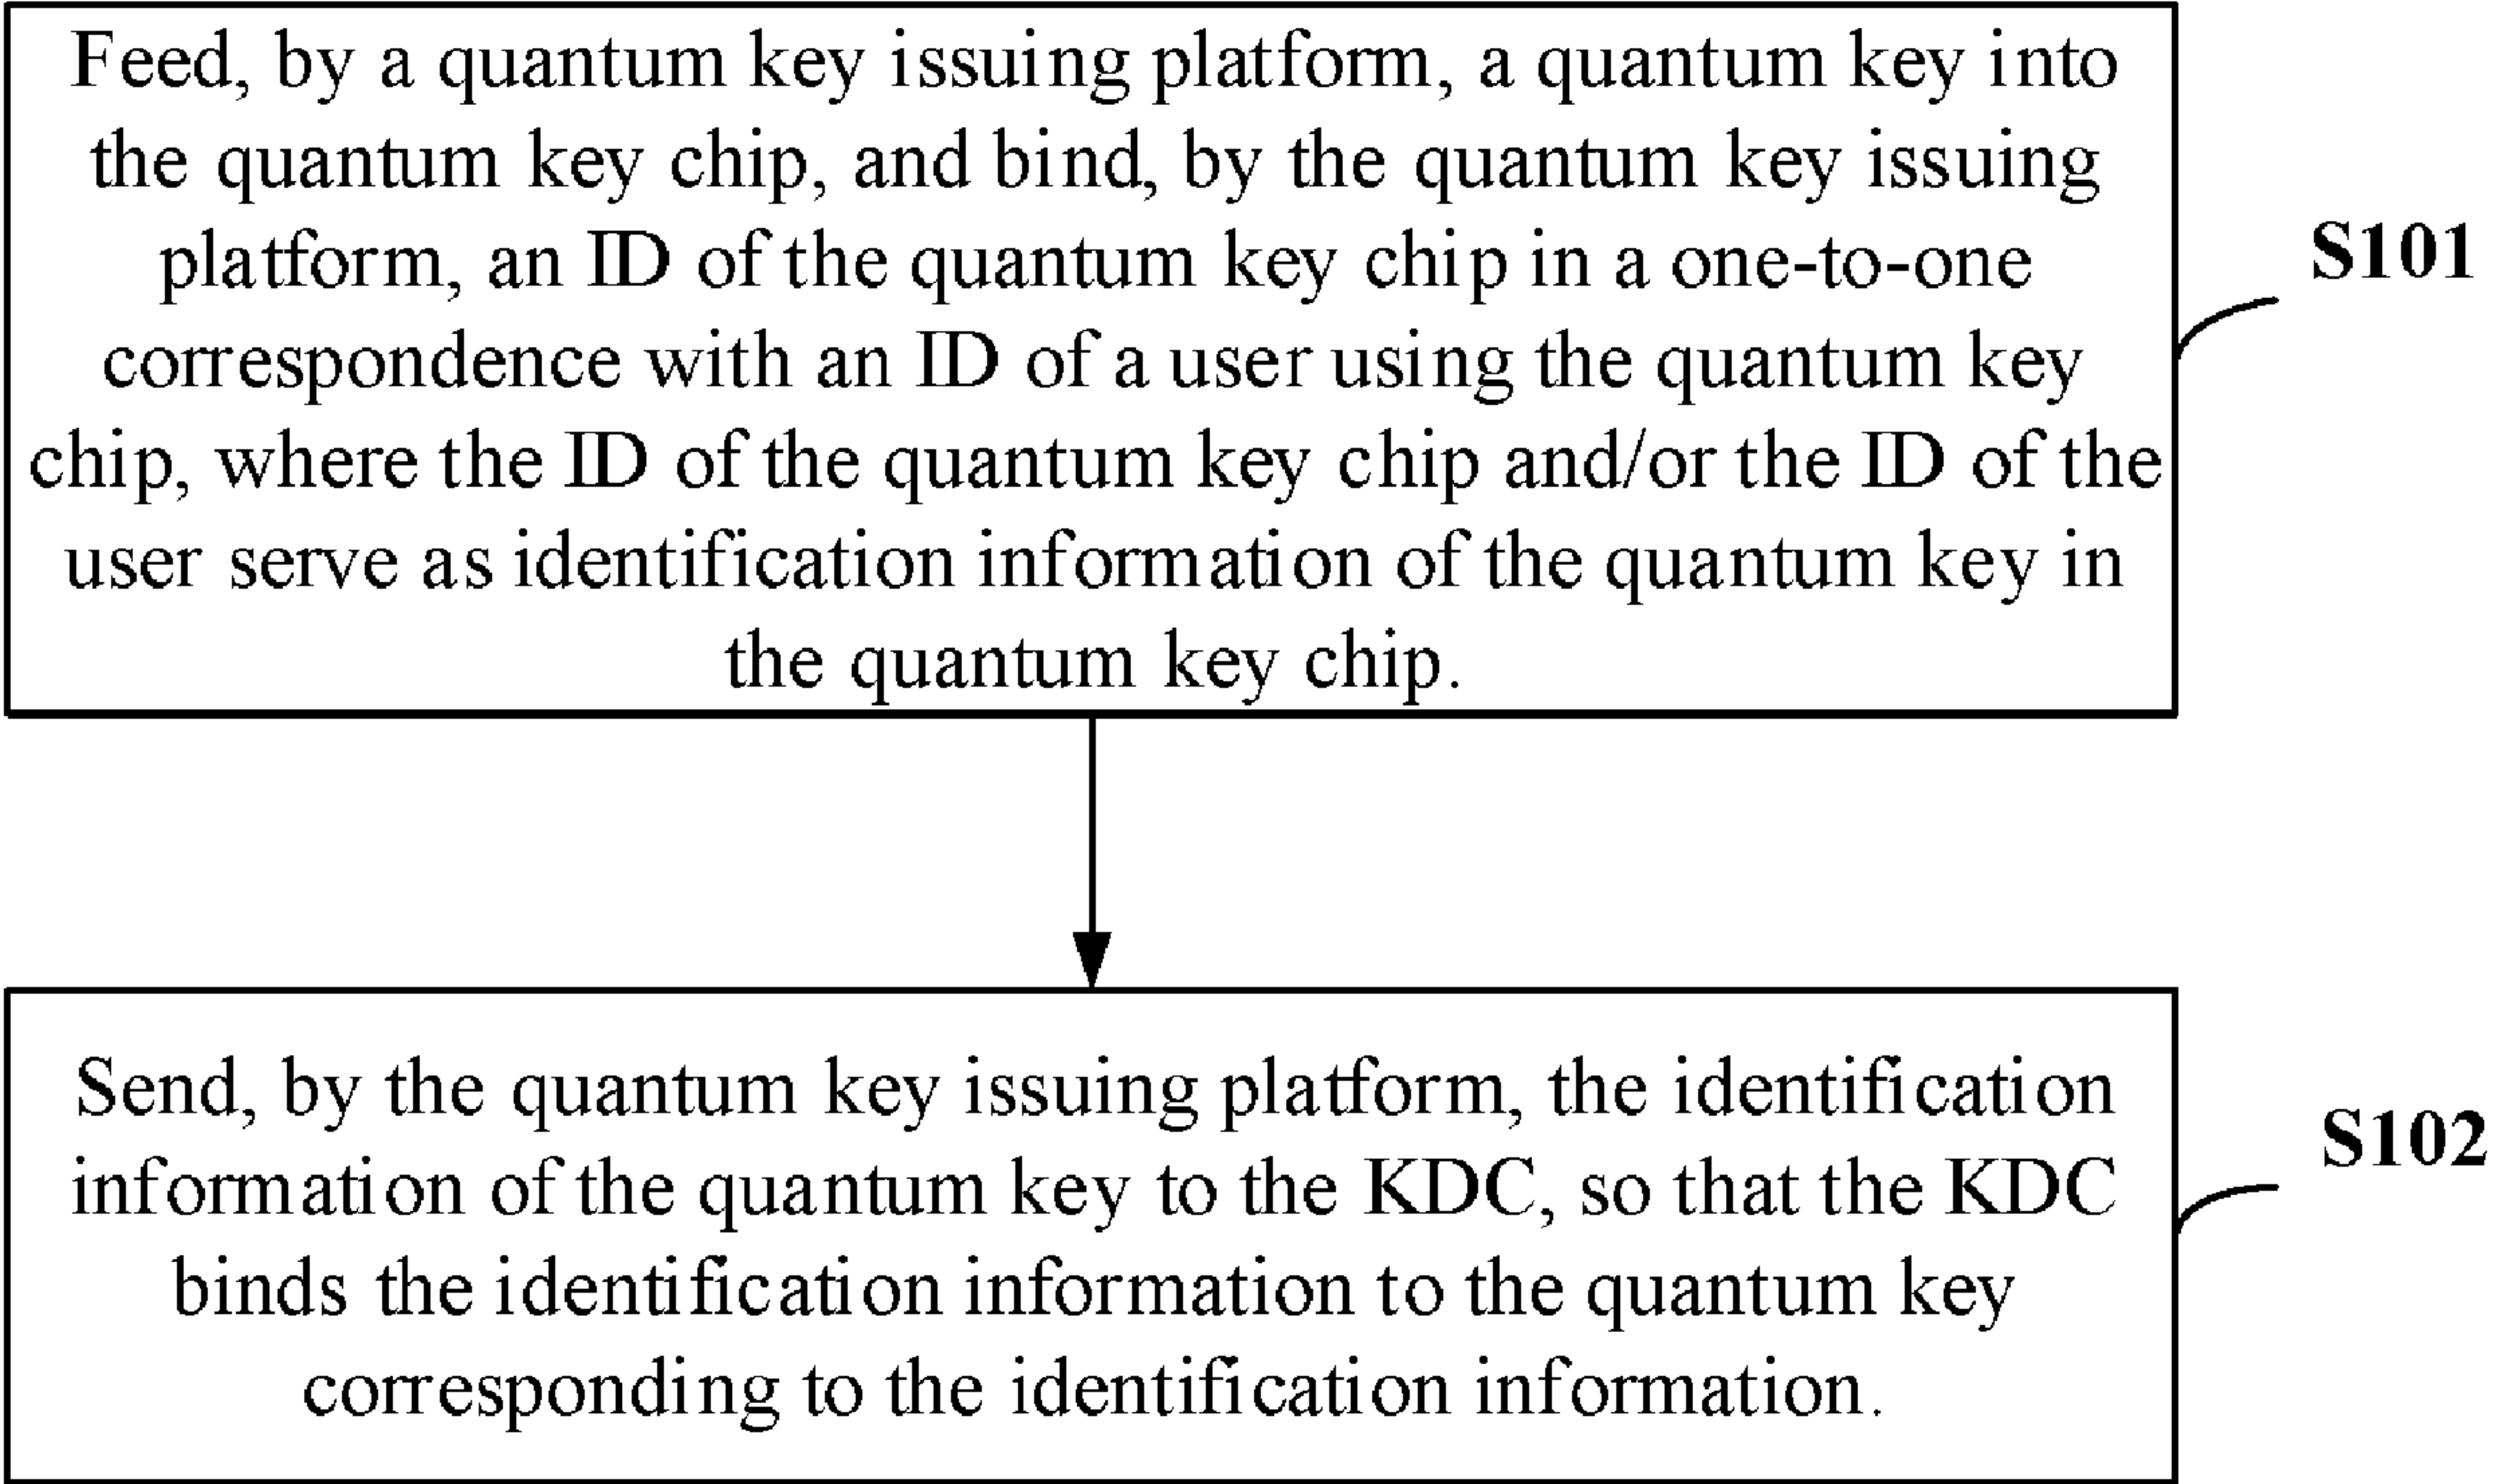 Feed, by a quantum key issuing platform, a quantum key into
the quantum key chip, and bind, by the quantum key issuing
platform, an ID of the quantum key chip in a one-to-one
S101
correspondence with an ID of a user using the quantum key
chip, where the ID of the quantum key chip and/or the ID of the
user serve as identification information of the quantum key in
the quantum key chip.
Send, by the quantum key issuing platform, the identification
S102
information of the quantum key to the KDC, so that the KDC
binds the identification information to the quantum key
corresponding to the identification information.